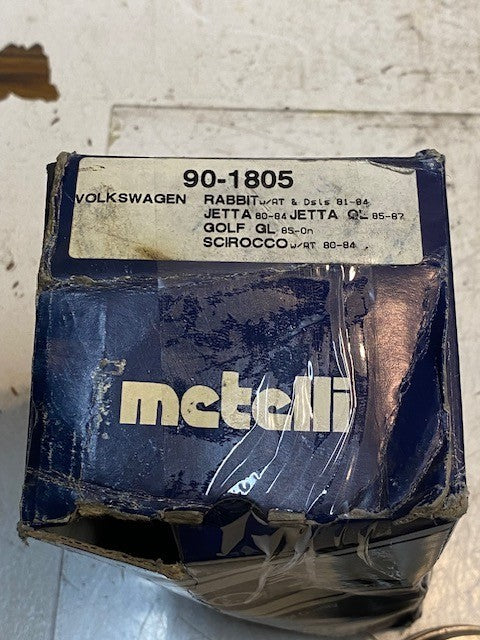 90-1805
VOLKSWAGEN RABBIT w/AT & Dsls 81-84
JETTA 80-84 JETTA GL 85-87
GOLF GL 85-On
SCIROCCO w/AT 80-84
metelli